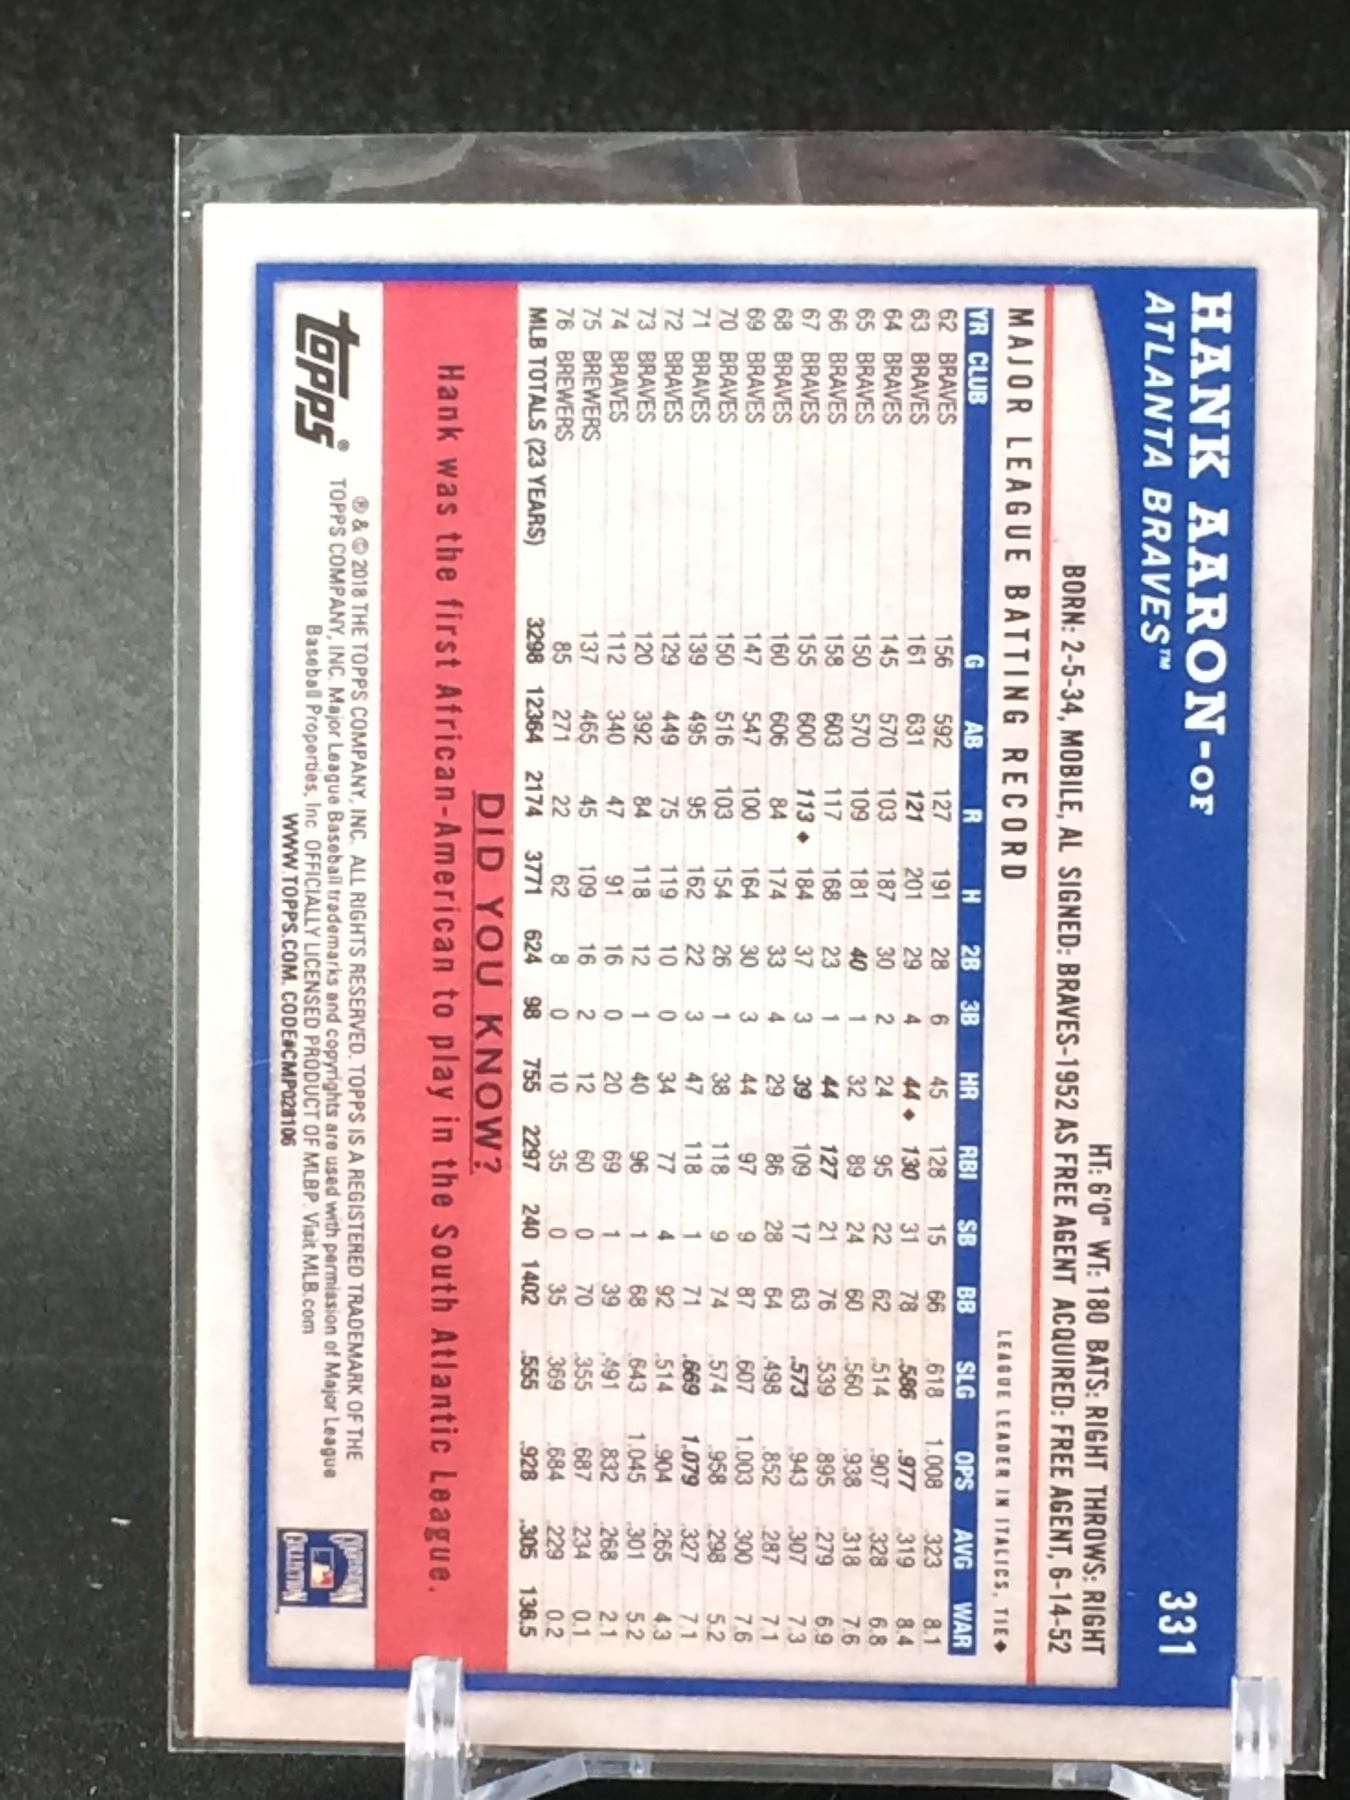 HANK AARON-OF
331
ATLANTA BRAVES™
HT: 6'0" WT: 180 BATS: RIGHT THROWS: RIGHT
BORN: 2-5-34, MOBILE, AL SIGNED: BRAVES-1952 AS FREE AGENT ACQUIRED: FREE AGENT, 6-14-52
MAJOR LEAGUE BATTING RECORD
LEAGUE LEADER IN ITALICS, TIE◆
YR CLUB G AB R H 2B 3B HR RBI SB BB SLG OPS AVG WAR
62 BRAVES 156 592 127 191 28 6 45 128 15 66 .618 1.008 .323 8.1
63 BRAVES 161 631 121 201 29 4 44◆ 130 31 78 .586 .977 .319 8.4
64 BRAVES 145 570 103 187 30 2 24 95 22 62 .514 .907 .328 6.8
65 BRAVES 150 570 109 181 40 1 32 89 24 60 .560 .938 .318 7.6
66 BRAVES 158 603 117 168 23 1 44 127 21 76 .539 .895 .279 6.9
67 BRAVES 155 600 113◆ 184 37 3 39 109 17 63 .573 .943 .307 7.3
68 BRAVES 160 606 84 174 33 4 29 86 28 64 .498 .852 .287 7.1
69 BRAVES 147 547 100 164 30 3 44 97 9 87 .607 1.003 .300 7.6
70 BRAVES 150 516 103 154 26 1 38 118 9 74 .574 .958 .298 5.2
71 BRAVES 139 495 95 162 22 3 47 118 1 71 .669 1.079 .327 7.1
72 BRAVES 129 449 75 119 10 0 34 77 4 92 .514 .904 .265 4.3
73 BRAVES 120 392 84 118 12 1 40 96 1 68 .643 1.045 .301 5.2
74 BRAVES 112 340 47 91 16 0 20 69 1 39 .491 .832 .268 2.1
75 BREWERS 137 465 45 109 16 2 12 60 0 70 .355 .687 .234 0.1
76 BREWERS 85 271 22 62 8 0 10 35 0 35 .369 .684 .229 0.2
MLB TOTALS (23 YEARS) 3298 12364 2174 3771 624 98 755 2297 240 1402 .555 .928 .305 136.5
DID YOU KNOW?
Hank was the first African-American to play in the South Atlantic League.
topps®
® & © 2018 THE TOPPS COMPANY, INC. ALL RIGHTS RESERVED. TOPPS IS A REGISTERED TRADEMARK OF THE
TOPPS COMPANY, INC. Major League Baseball trademarks and copyrights are used with permission of Major League
Baseball Properties, Inc. OFFICIALLY LICENSED PRODUCT OF MLBP. Visit MLB.com
WWW.TOPPS.COM. CODE#CMP028106
COOPERSTOWN
COLLECTION